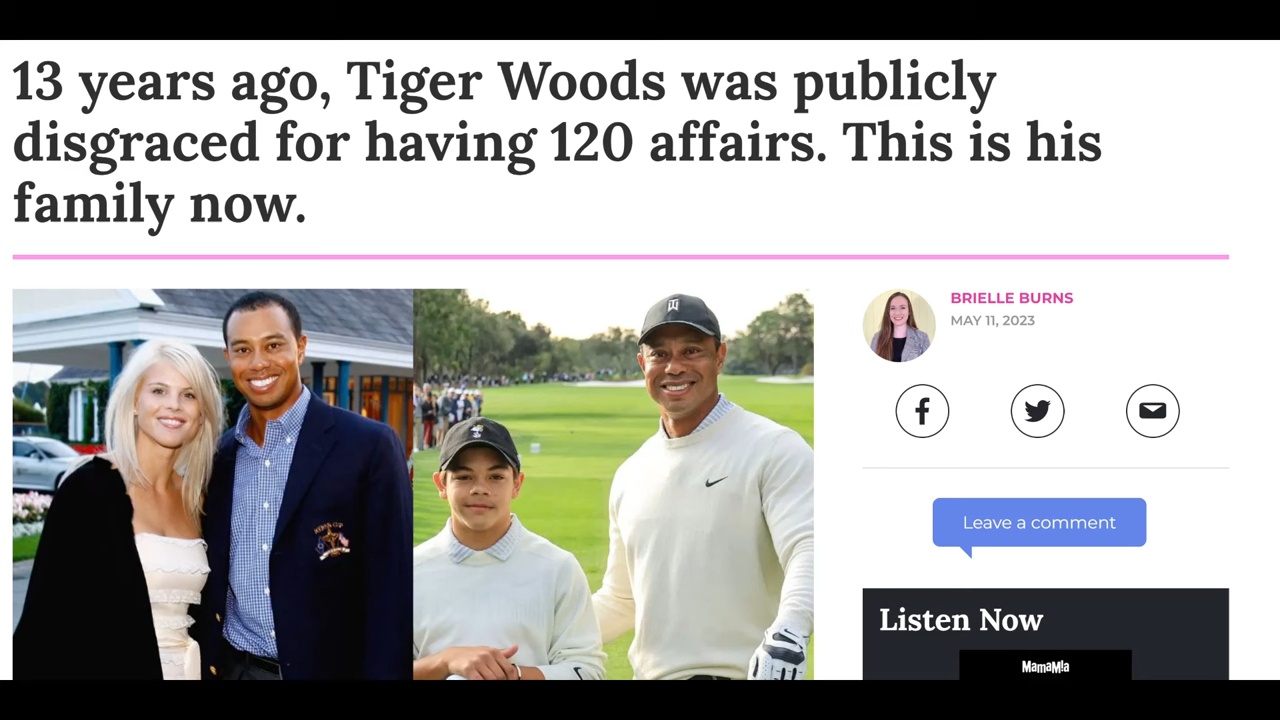 13 years ago, Tiger Woods was publicly
disgraced for having 120 affairs. This is his
family now.
BRIELLE BURNS
MAY 11, 2023
Leave a comment
Listen Now
MamaMia
TW